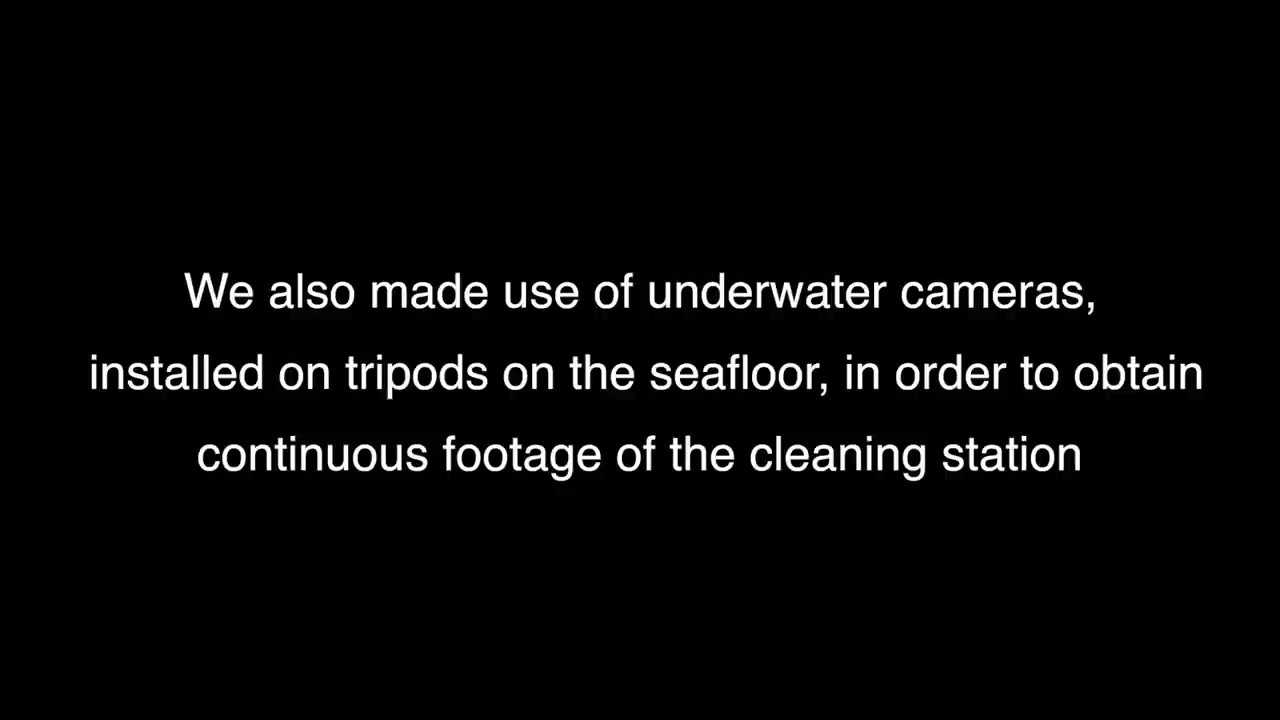 We also made use of underwater cameras,
installed on tripods on the seafloor, in order to obtain
continuous footage of the cleaning station